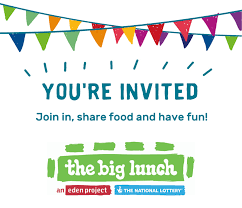 YOU'RE INVITED
Join in, share food and have fun!
the big lunch
an eden project THE NATIONAL LOTTERY